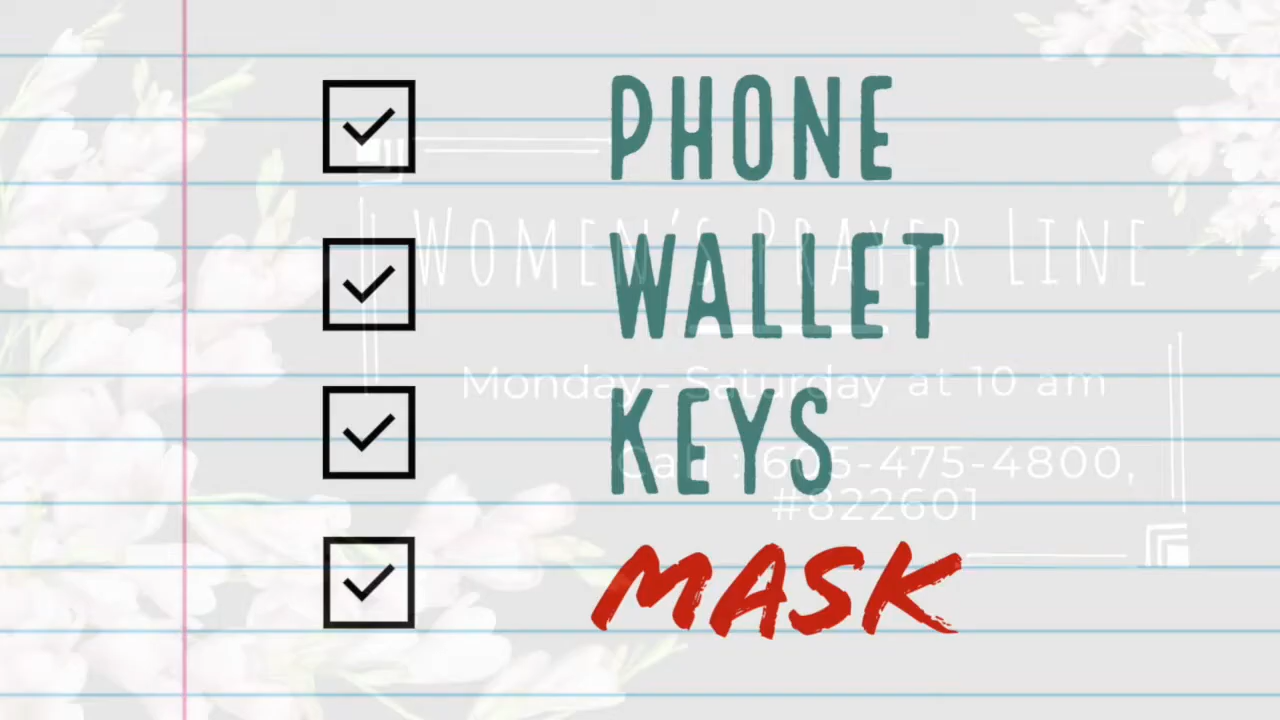 PHONE
WALLET
KEYS
MASK
Women's Prayer Line
Monday - Saturday at 10 am
Call : 605-475-4800,
#822601